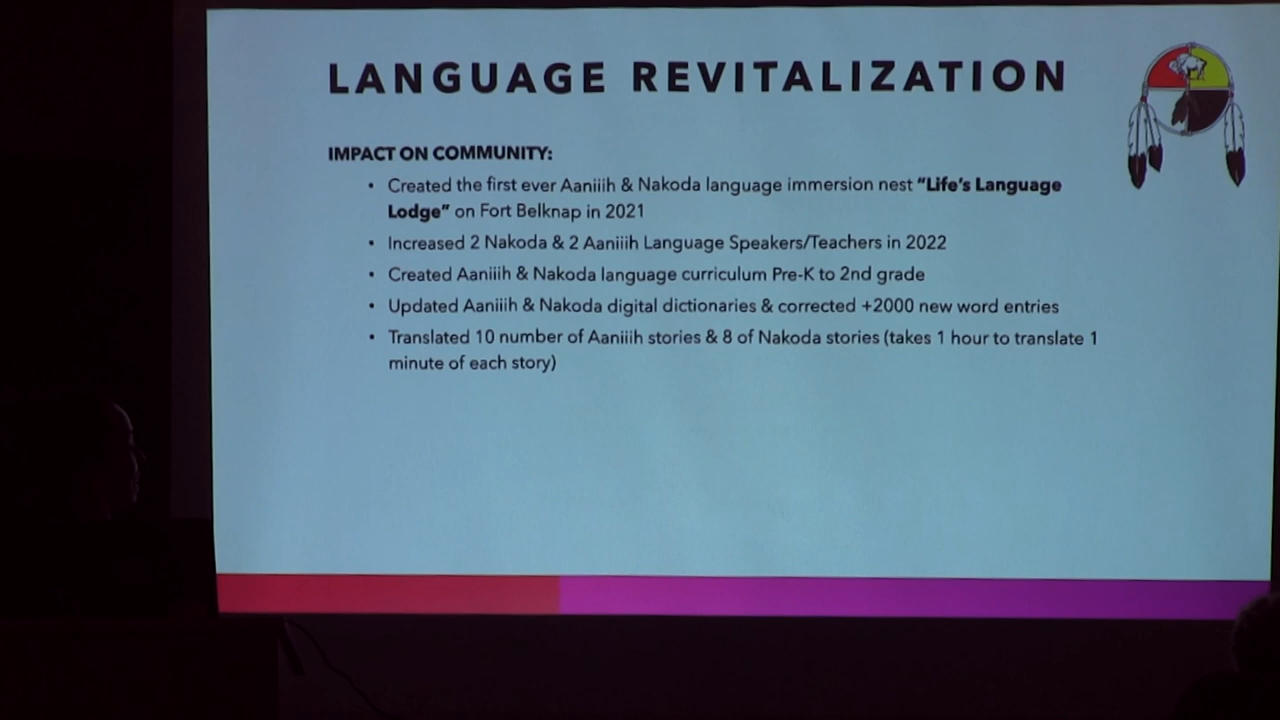 LANGUAGE REVITALIZATION
IMPACT ON COMMUNITY:
• Created the first ever Aaniiih & Nakoda language immersion nest “Life’s Language
Lodge” on Fort Belknap in 2021
• Increased 2 Nakoda & 2 Aaniiih Language Speakers/Teachers in 2022
• Created Aaniiih & Nakoda language curriculum Pre-K to 2nd grade
• Updated Aaniiih & Nakoda digital dictionaries & corrected +2000 new word entries
• Translated 10 number of Aaniiih stories & 8 of Nakoda stories (takes 1 hour to translate 1
minute of each story)